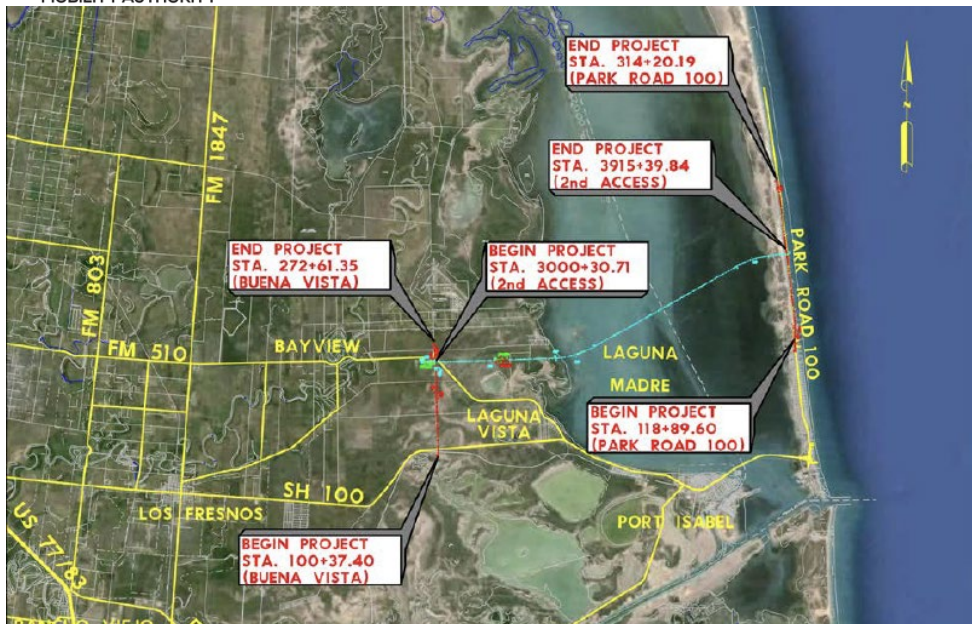 MOBILITY AUTHORITY
END PROJECT
STA. 314+20.19
(PARK ROAD 100)
END PROJECT
STA. 3915+39.84
(2nd ACCESS)
END PROJECT
STA. 272+61.35
(BUENA VISTA)
BEGIN PROJECT
STA. 3000+30.71
(2nd ACCESS)
FM 1847
FM 803
PARK ROAD 100
N
FM 510
BAYVIEW
LAGUNA
MADRE
LAGUNA
VISTA
BEGIN PROJECT
STA. 118+89.60
(PARK ROAD 100)
SH 100
LOS FRESNOS
PORT ISABEL
US 77/83
BEGIN PROJECT
STA. 100+37.40
(BUENA VISTA)
RANCHO VIEJO